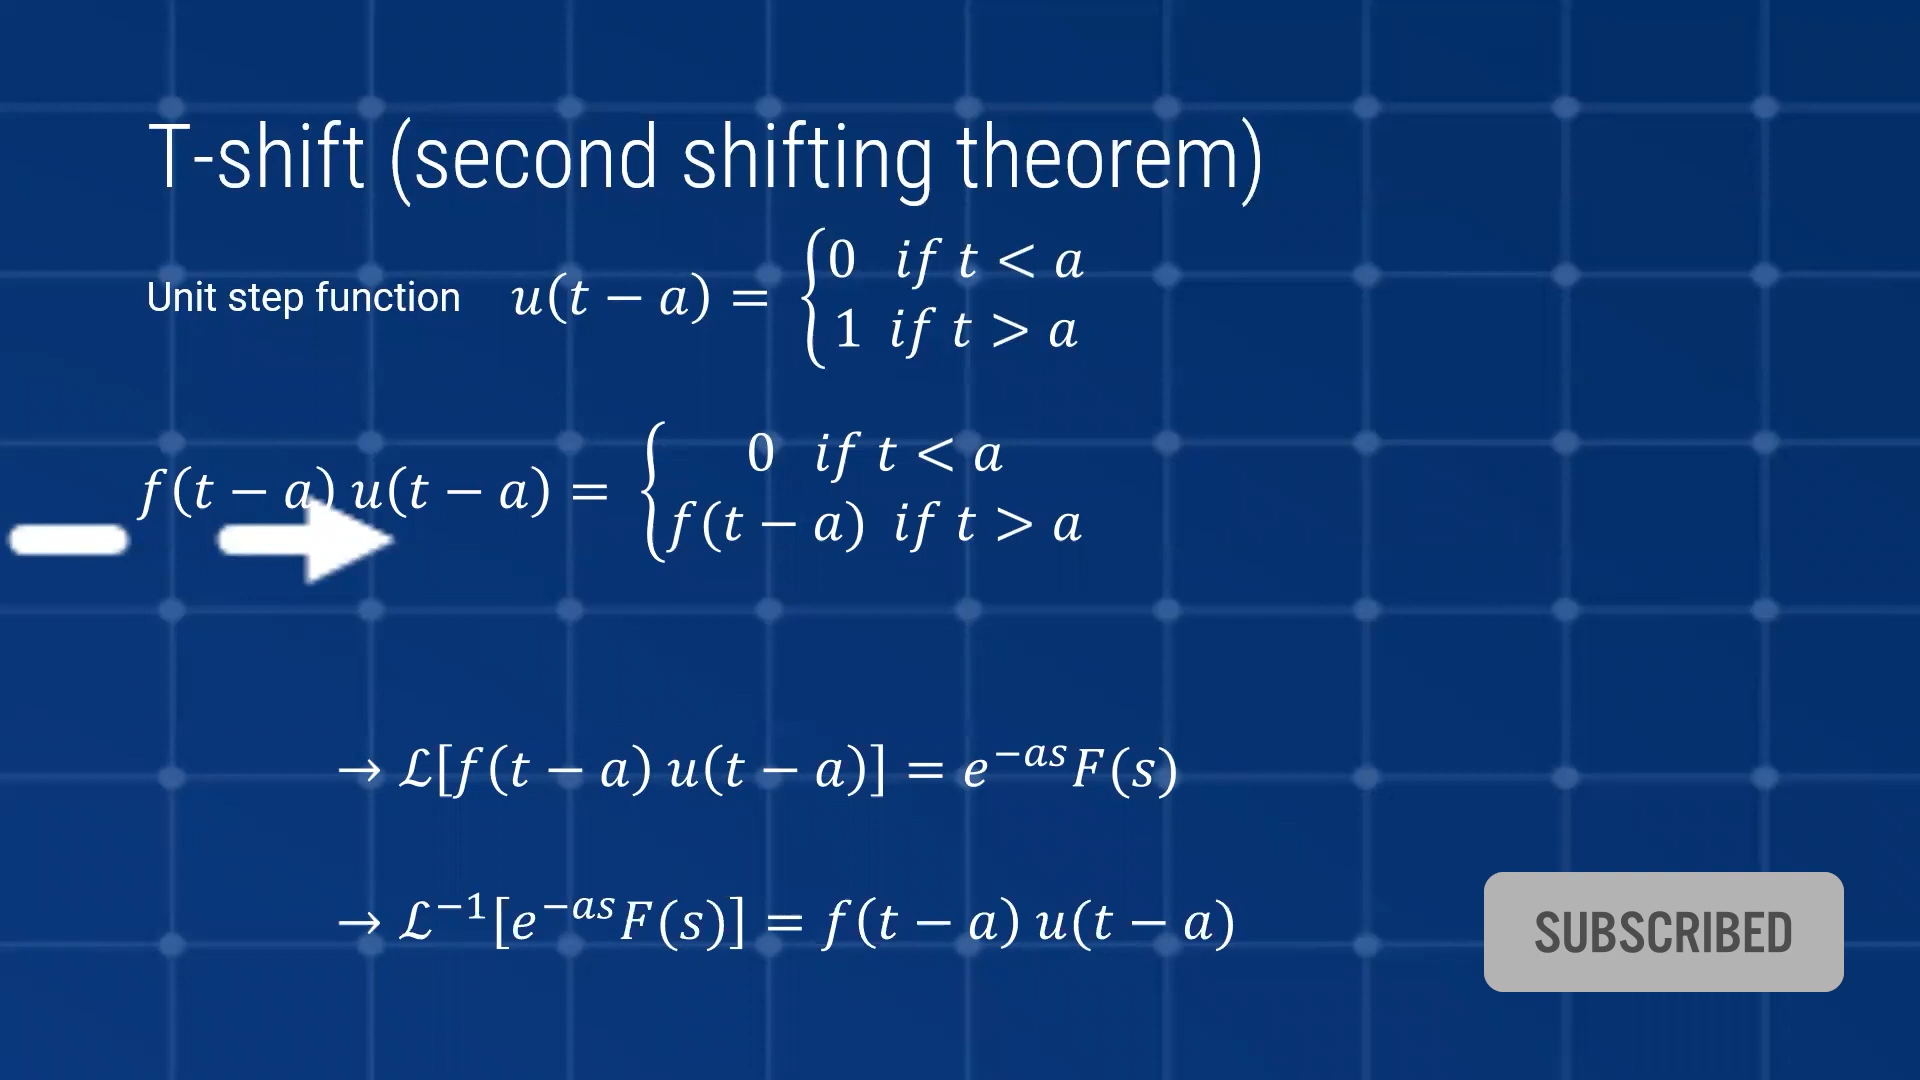 T-shift (second shifting theorem)
Unit step function u(t − a) = {0 if t < a
1 if t > a
f(t − a) u(t − a) = {0 if t < a
f(t − a) if t > a
→ ℒ[f(t − a) u(t − a)] = e^{−as}F(s)
→ ℒ^{−1}[e^{−as}F(s)] = f(t − a) u(t − a)
SUBSCRIBED